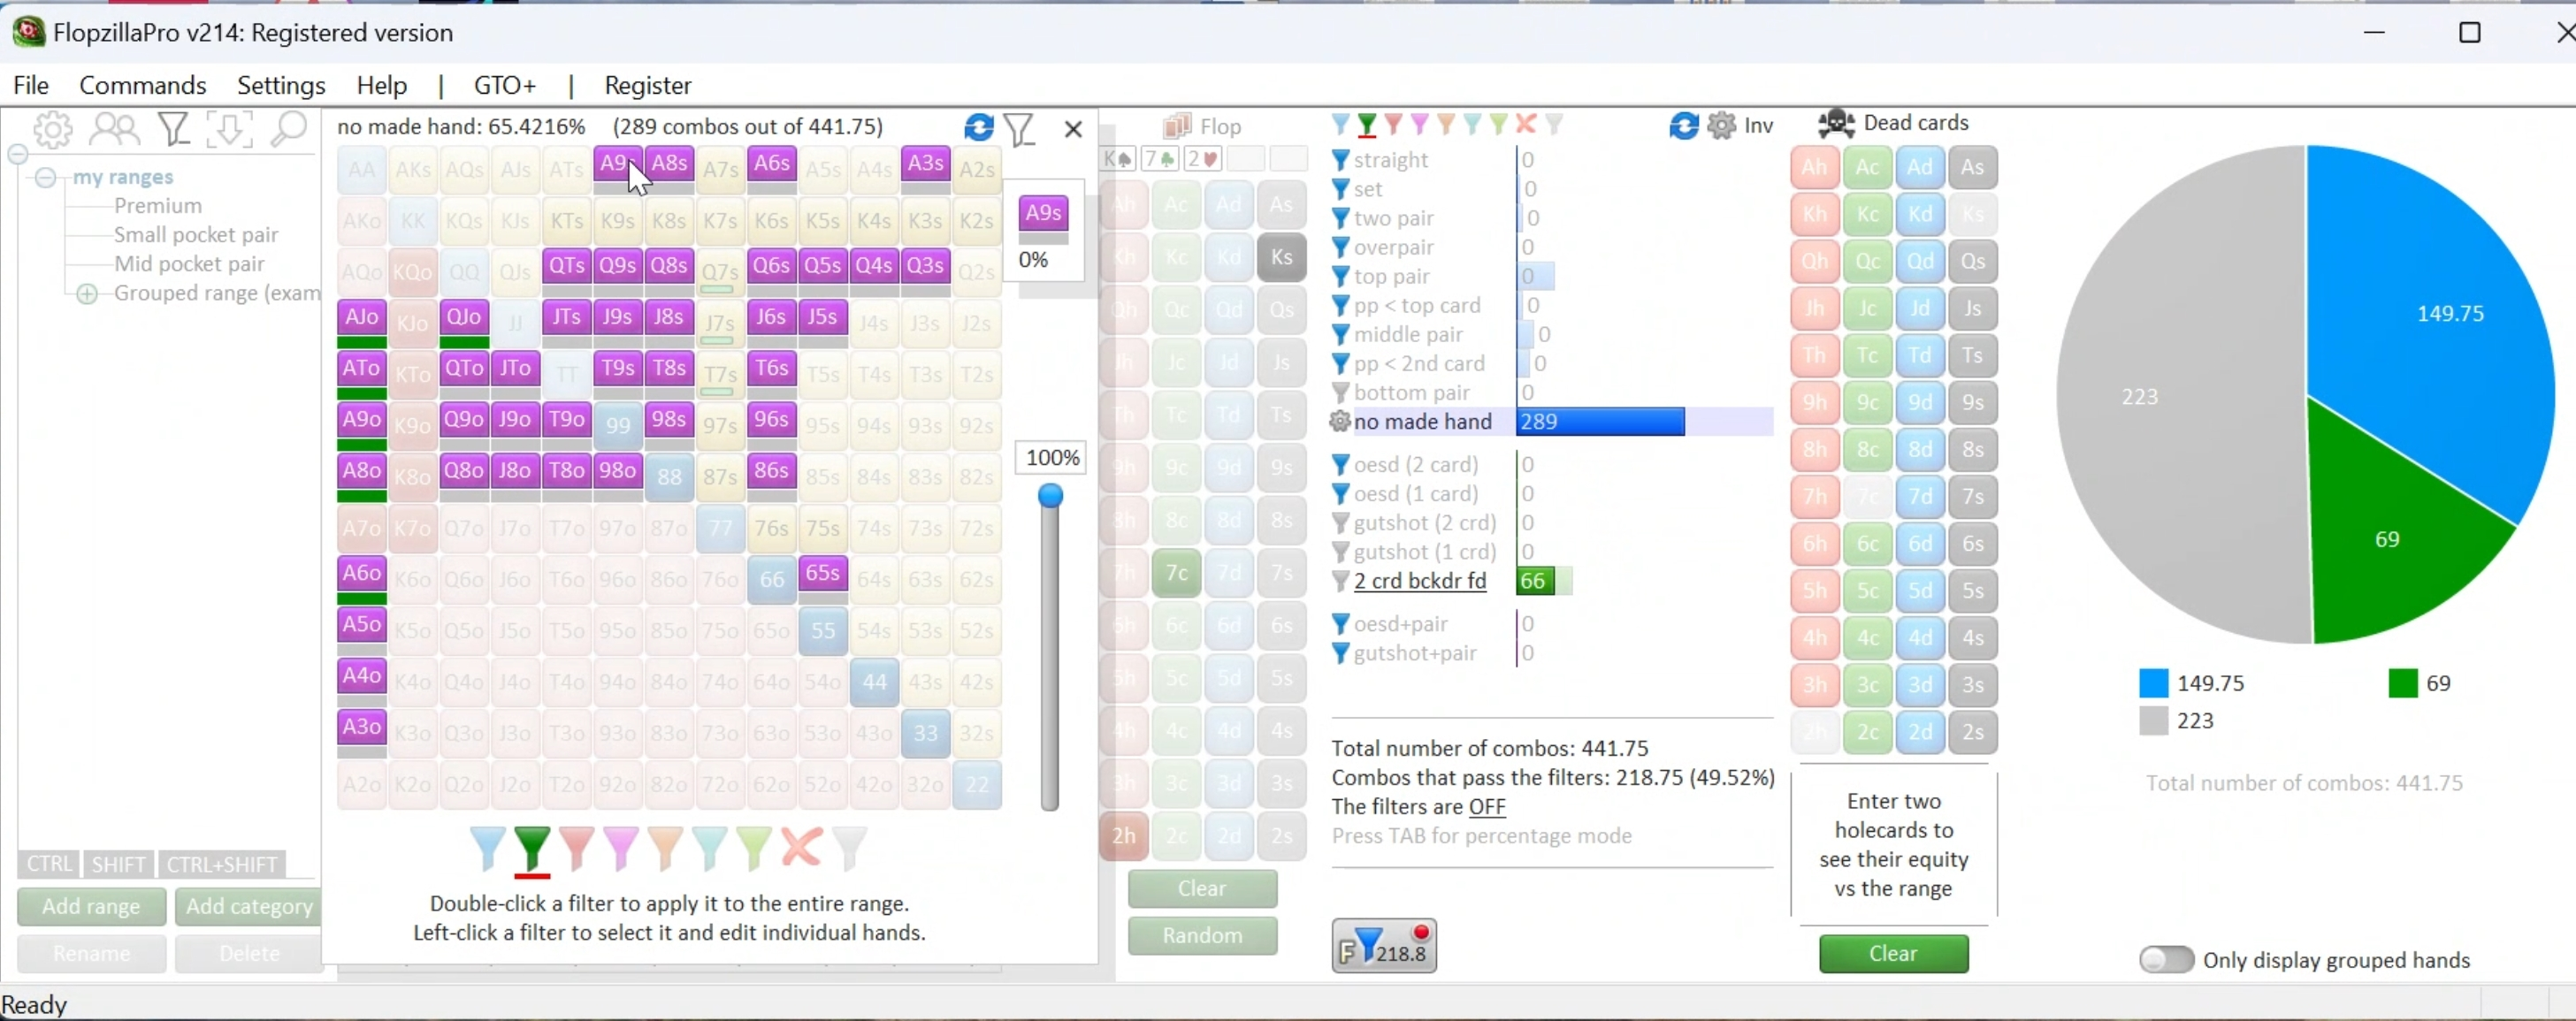 FlopzillaPro v214: Registered version
File Commands Settings Help | GTO+ | Register
my ranges
Premium
Small pocket pair
Mid pocket pair
Grouped range (exam
CTRL SHIFT CTRL+SHIFT
Add range Add category
Rename Delete
no made hand: 65.4216% (289 combos out of 441.75)
AA AKs AQs AJs ATs A9s A8s A7s A6s A5s A4s A3s A2s
AKo KK KQs KJs KTs K9s K8s K7s K6s K5s K4s K3s K2s
AQo KQo QQ QJs QTs Q9s Q8s Q7s Q6s Q5s Q4s Q3s Q2s
AJo KJo QJo JJ JTs J9s J8s J7s J6s J5s J4s J3s J2s
ATo KTo QTo JTo TT T9s T8s T7s T6s T5s T4s T3s T2s
A9o K9o Q9o J9o T9o 99 98s 97s 96s 95s 94s 93s 92s
A8o K8o Q8o J8o T8o 98o 88 87s 86s 85s 84s 83s 82s
A7o K7o Q7o J7o T7o 97o 87o 77 76s 75s 74s 73s 72s
A6o K6o Q6o J6o T6o 96o 86o 76o 66 65s 64s 63s 62s
A5o K5o Q5o J5o T5o 95o 85o 75o 65o 55 54s 53s 52s
A4o K4o Q4o J4o T4o 94o 84o 74o 64o 54o 44 43s 42s
A3o K3o Q3o J3o T3o 93o 83o 73o 63o 53o 43o 33 32s
A2o K2o Q2o J2o T2o 92o 82o 72o 62o 52o 42o 32o 22
A9s
0%
100%
Double-click a filter to apply it to the entire range.
Left-click a filter to select it and edit individual hands.
Flop
K♠ 7♣ 2♥
Ah Ac Ad As
Kh Kc Kd Ks
Qh Qc Qd Qs
Jh Jc Jd Js
Th Tc Td Ts
9h 9c 9d 9s
8h 8c 8d 8s
7h 7c 7d 7s
6h 6c 6d 6s
5h 5c 5d 5s
4h 4c 4d 4s
3h 3c 3d 3s
2h 2c 2d 2s
Clear
Random
Inv
straight 0
set 0
two pair 0
overpair 0
top pair 0
pp < top card 0
middle pair 0
pp < 2nd card 0
bottom pair 0
no made hand 289
oesd (2 card) 0
oesd (1 card) 0
gutshot (2 crd) 0
gutshot (1 crd) 0
2 crd bckdr fd 66
oesd+pair 0
gutshot+pair 0
Total number of combos: 441.75
Combos that pass the filters: 218.75 (49.52%)
The filters are OFF
Press TAB for percentage mode
F 218.8
Dead cards
Ah Ac Ad As
Kh Kc Kd Ks
Qh Qc Qd Qs
Jh Jc Jd Js
Th Tc Td Ts
9h 9c 9d 9s
8h 8c 8d 8s
7h 7c 7d 7s
6h 6c 6d 6s
5h 5c 5d 5s
4h 4c 4d 4s
3h 3c 3d 3s
2h 2c 2d 2s
Enter two
holecards to
see their equity
vs the range
Clear
149.75
223
69
149.75 69
223
Total number of combos: 441.75
Only display grouped hands
Ready